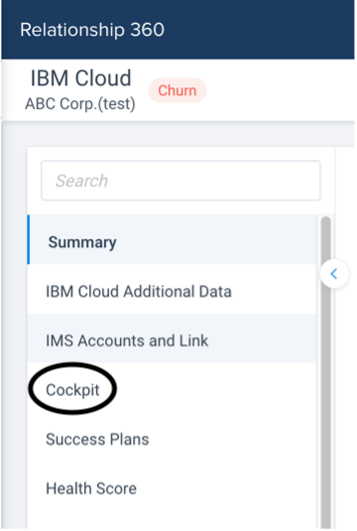 Relationship 360
IBM Cloud
ABC Corp.(test)
Churn
Search
Summary
IBM Cloud Additional Data
IMS Accounts and Link
Cockpit
Success Plans
Health Score